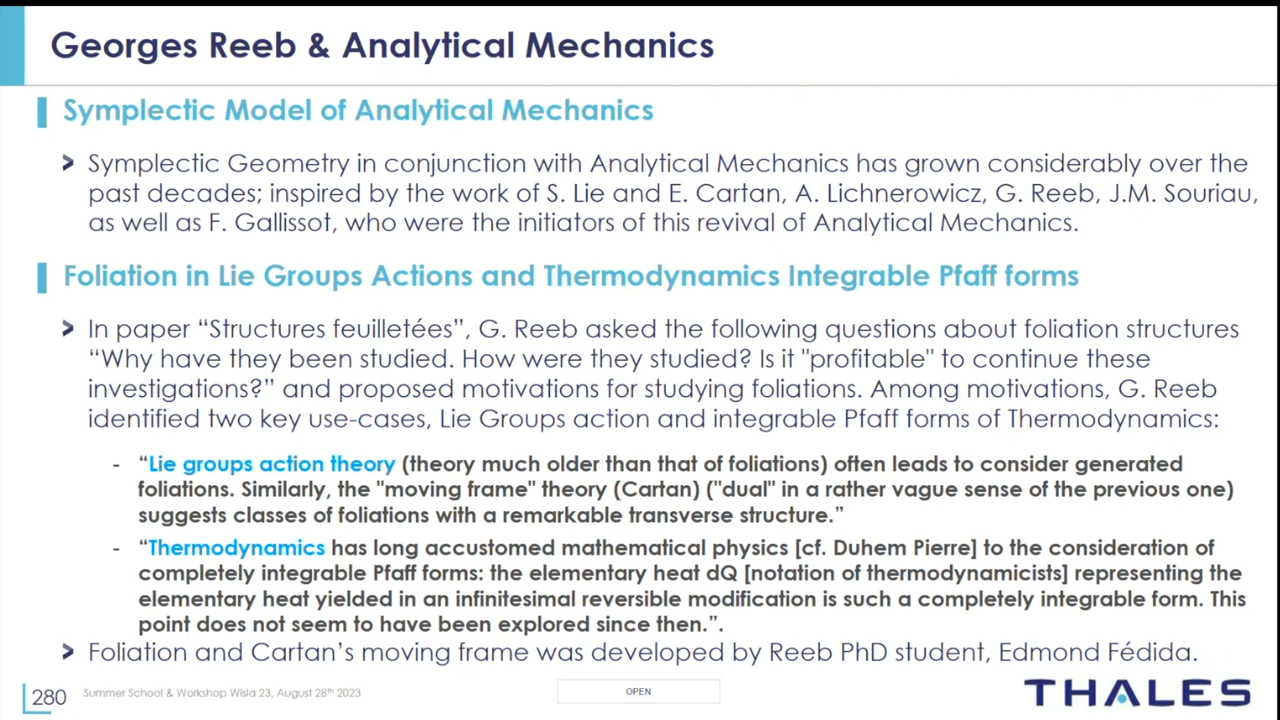 Georges Reeb & Analytical Mechanics
Symplectic Model of Analytical Mechanics
Symplectic Geometry in conjunction with Analytical Mechanics has grown considerably over the
past decades; inspired by the work of S. Lie and E. Cartan, A. Lichnerowicz, G. Reeb, J.M. Souriau,
as well as F. Gallissot, who were the initiators of this revival of Analytical Mechanics.
Foliation in Lie Groups Actions and Thermodynamics Integrable Pfaff forms
In paper “Structures feuilletées”, G. Reeb asked the following questions about foliation structures
“Why have they been studied. How were they studied? Is it "profitable" to continue these
investigations?” and proposed motivations for studying foliations. Among motivations, G. Reeb
identified two key use-cases, Lie Groups action and integrable Pfaff forms of Thermodynamics:
- “Lie groups action theory (theory much older than that of foliations) often leads to consider generated
foliations. Similarly, the "moving frame" theory (Cartan) ("dual" in a rather vague sense of the previous one)
suggests classes of foliations with a remarkable transverse structure.”
- “Thermodynamics has long accustomed mathematical physics [cf. Duhem Pierre] to the consideration of
completely integrable Pfaff forms: the elementary heat dQ [notation of thermodynamicists] representing the
elementary heat yielded in an infinitesimal reversible modification is such a completely integrable form. This
point does not seem to have been explored since then.”.
Foliation and Cartan’s moving frame was developed by Reeb PhD student, Edmond Fédida.
280
Summer School & Workshop Wisla 23, August 28th 2023
OPEN
THALES